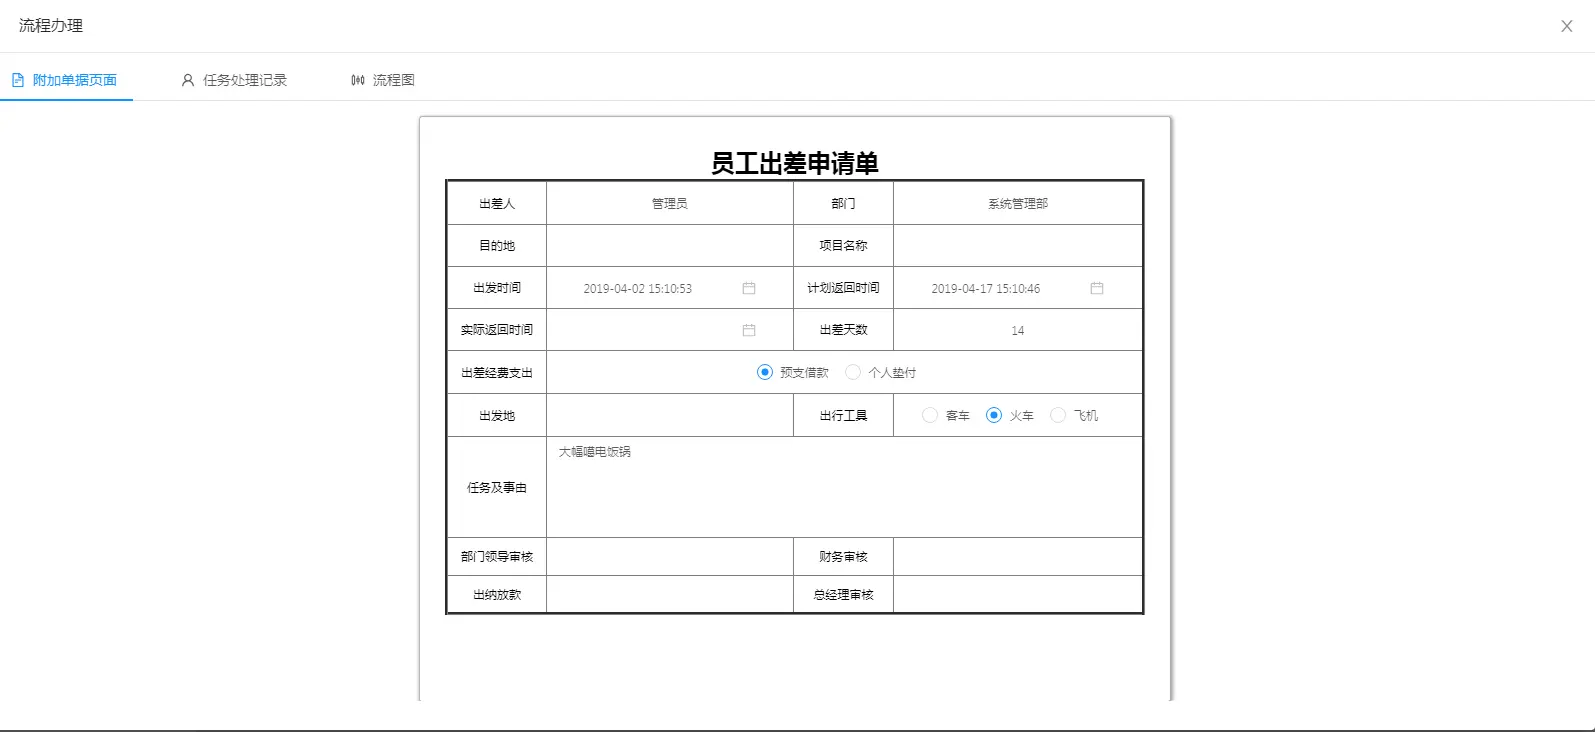 流程办理
附加单据页面 任务处理记录 流程图
员工出差申请单
出差人 管理员 部门 系统管理部
目的地 项目名称
出发时间 2019-04-02 15:10:53 计划返回时间 2019-04-17 15:10:46
实际返回时间 出差天数 14
出差经费支出 预支借款 个人垫付
出发地 出行工具 客车 火车 飞机
大幅喵电饭锅
任务及事由
部门领导审核 财务审核
出纳放款 总经理审核